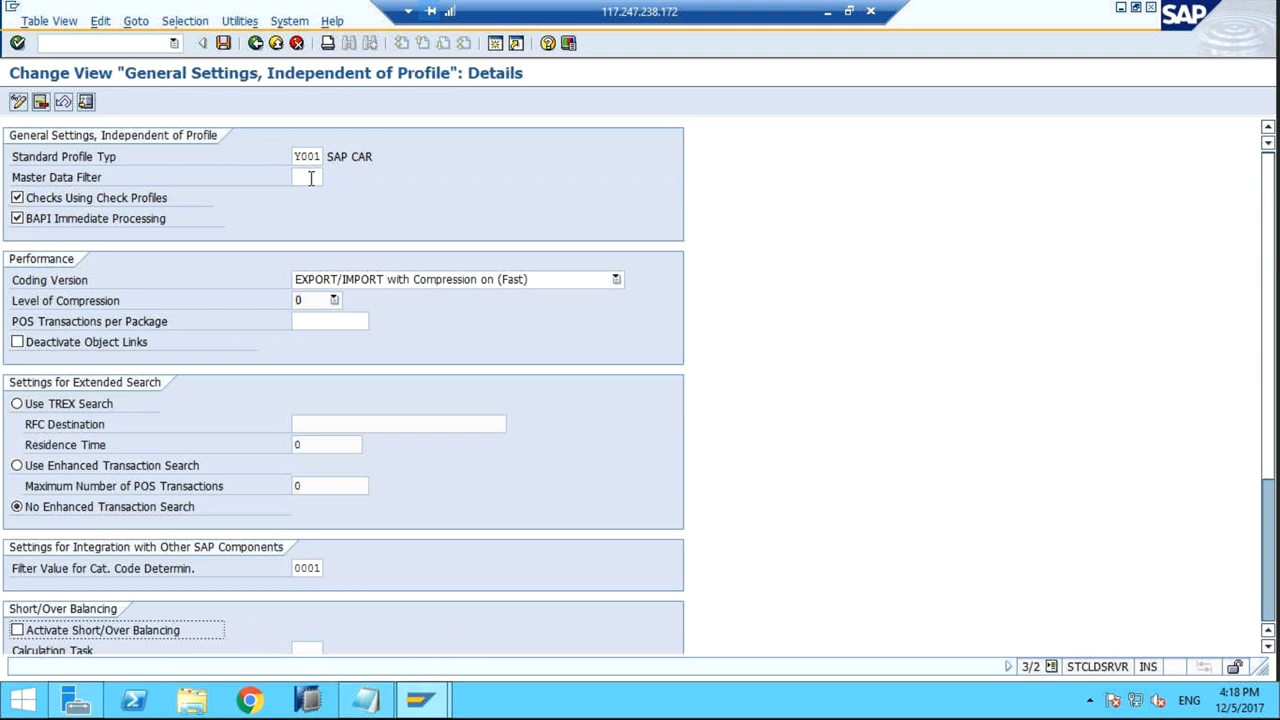 117.247.238.172
Table View Edit Goto Selection Utilities System Help
SAP
Change View "General Settings, Independent of Profile": Details
General Settings, Independent of Profile
Standard Profile Typ Y001 SAP CAR
Master Data Filter
Checks Using Check Profiles
BAPI Immediate Processing
Performance
Coding Version EXPORT/IMPORT with Compression on (Fast)
Level of Compression 0
POS Transactions per Package
Deactivate Object Links
Settings for Extended Search
Use TREX Search
RFC Destination
Residence Time 0
Use Enhanced Transaction Search
Maximum Number of POS Transactions 0
No Enhanced Transaction Search
Settings for Integration with Other SAP Components
Filter Value for Cat. Code Determin. 0001
Short/Over Balancing
Activate Short/Over Balancing
Calculation Task
3/2 STCLDSRVR INS
ENG
4:18 PM
12/5/2017